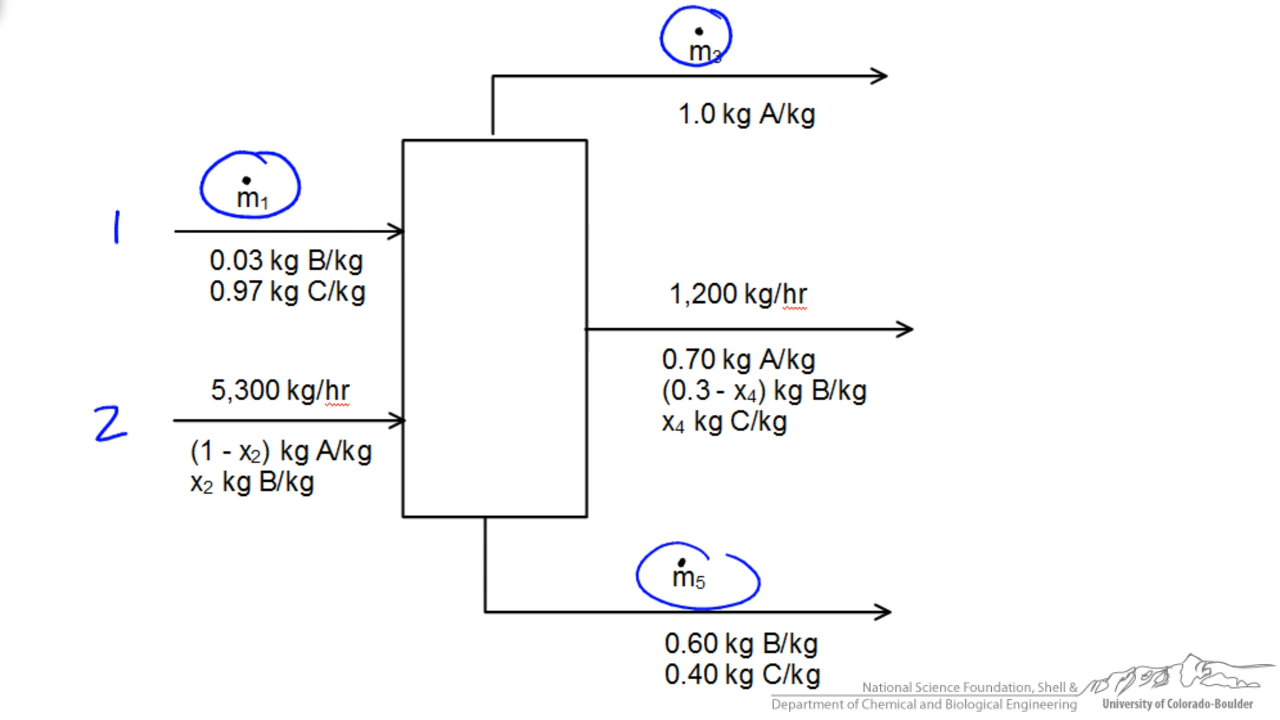 ṁ₃
1.0 kg A/kg
1
ṁ₁
0.03 kg B/kg
0.97 kg C/kg
1,200 kg/hr
0.70 kg A/kg
(0.3 - x₄) kg B/kg
x₄ kg C/kg
2
5,300 kg/hr
(1 - x₂) kg A/kg
x₂ kg B/kg
ṁ₅
0.60 kg B/kg
0.40 kg C/kg
National Science Foundation, Shell &
Department of Chemical and Biological Engineering
University of Colorado-Boulder